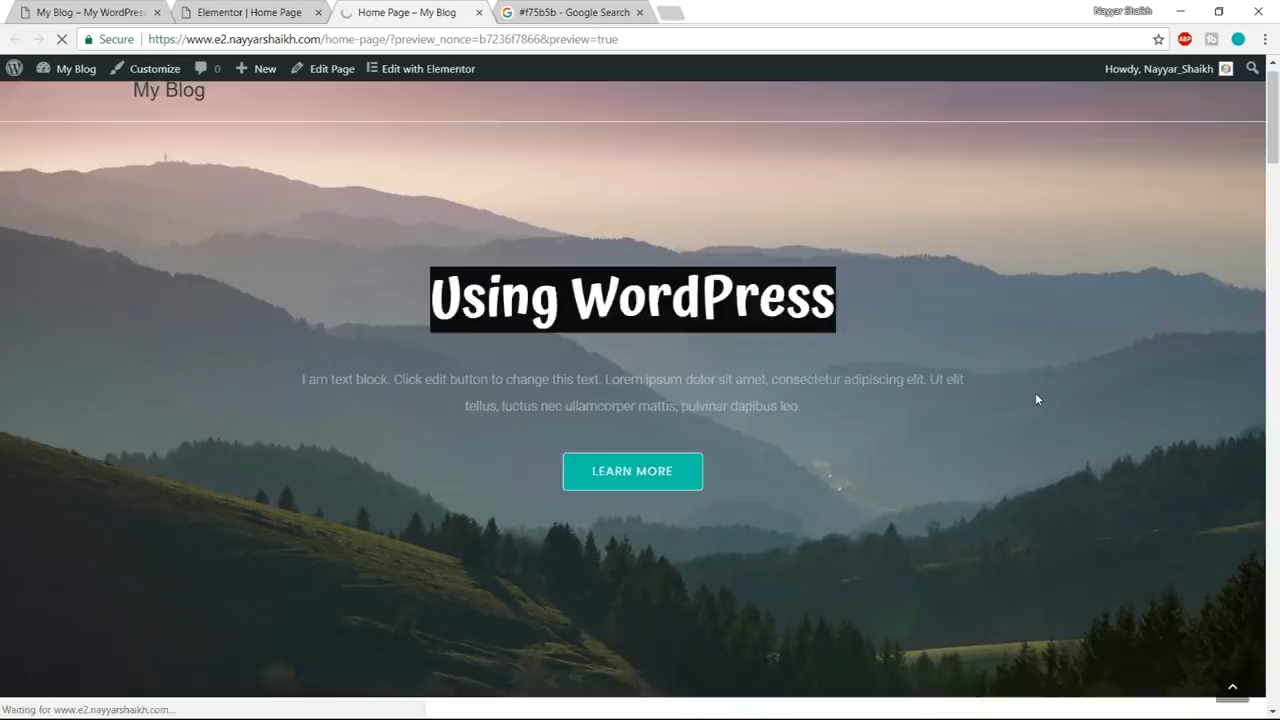 My Blog – My WordPress
Elementor | Home Page
Home Page – My Blog
#f75b5b - Google Search
Nayyar Shaikh
Secure
https://www.e2.nayyarshaikh.com/home-page/?preview_nonce=b7236f7866&preview=true
ABP
fb
My Blog
Customize
0
New
Edit Page
Edit with Elementor
Howdy, Nayyar_Shaikh
My Blog
Using WordPress
I am text block. Click edit button to change this text. Lorem ipsum dolor sit amet, consectetur adipiscing elit. Ut elit
tellus, luctus nec ullamcorper mattis, pulvinar dapibus leo.
LEARN MORE
Waiting for www.e2.nayyarshaikh.com...